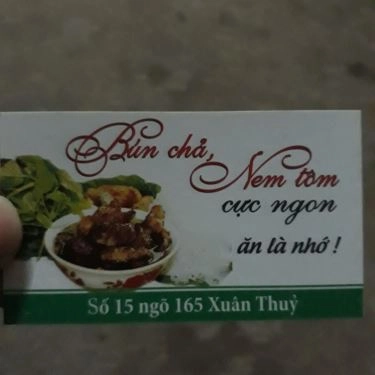 Bún chả,
Nem tôm
cực ngon
ăn là nhớ !
Số 15 ngõ 165 Xuân Thuỷ